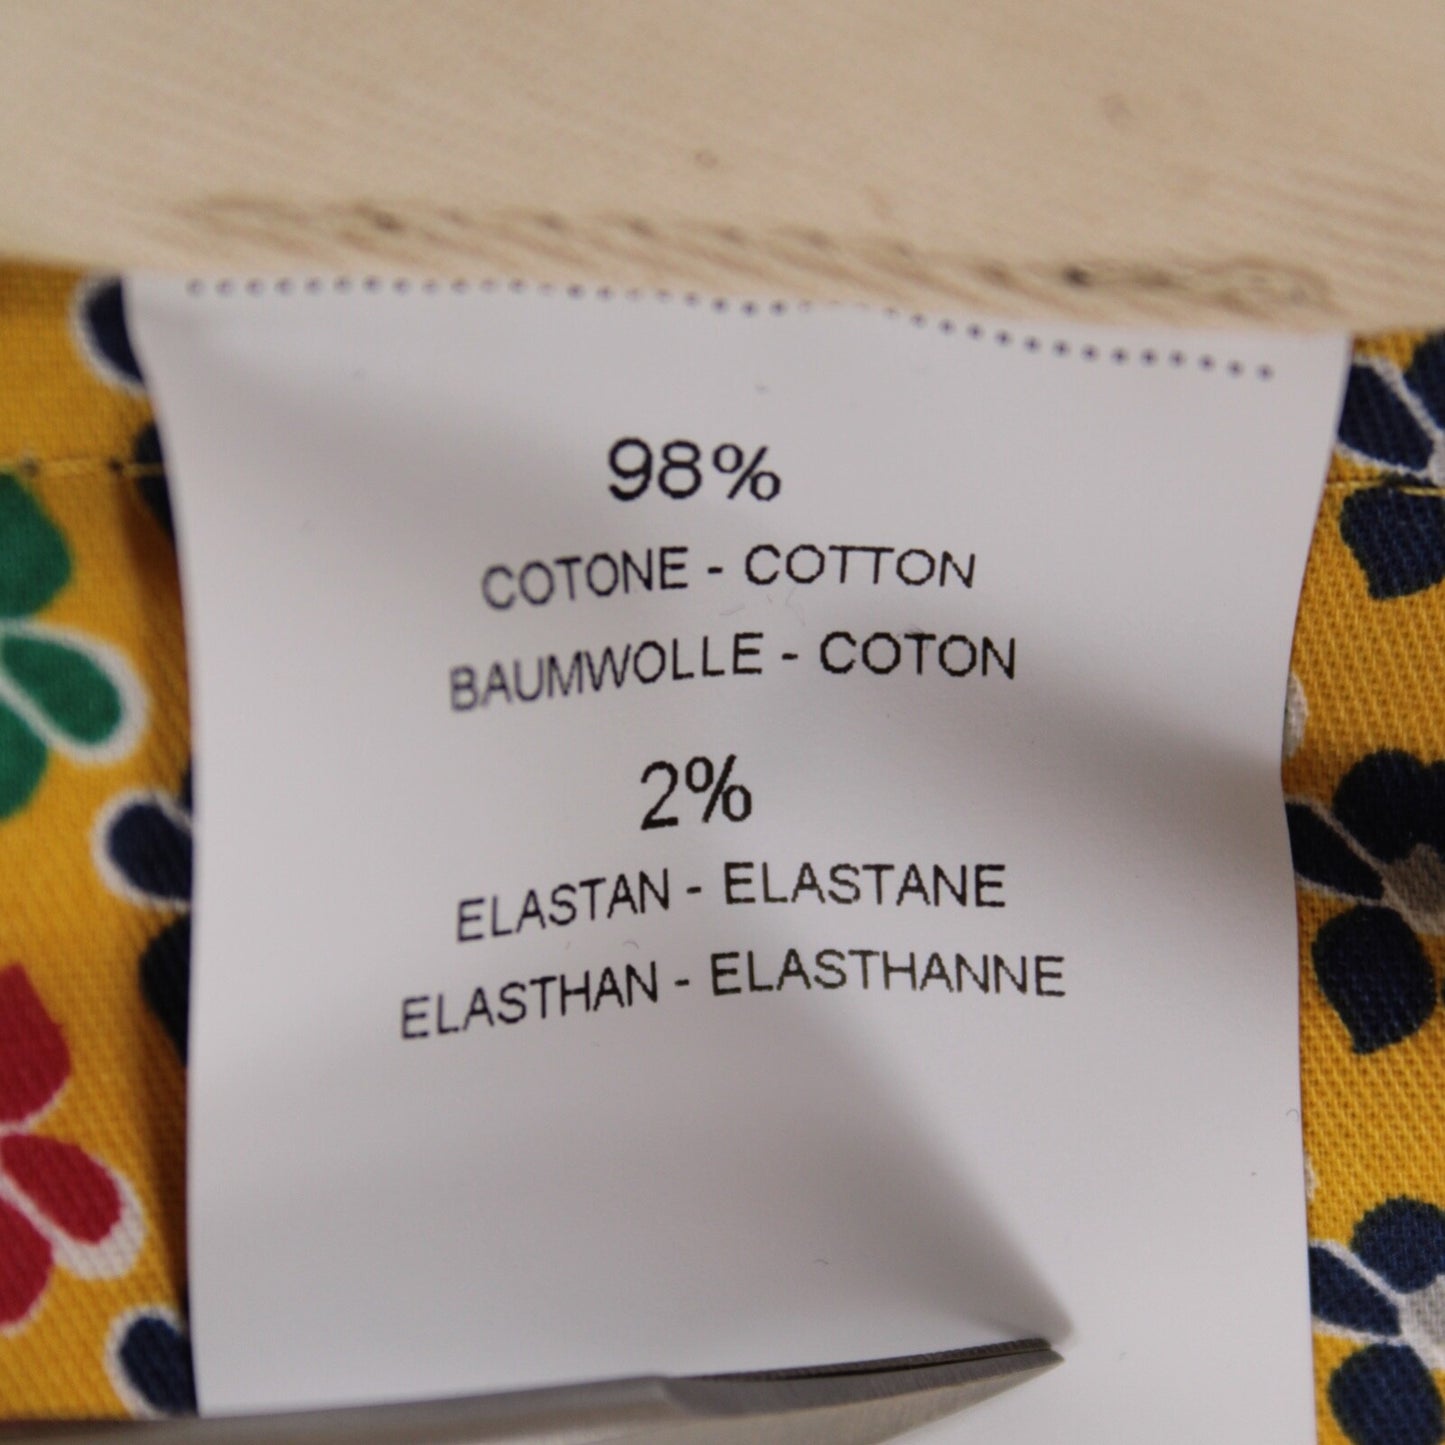 98%
COTONE - COTTON
BAUMWOLLE - COTON
2%
ELASTAN - ELASTANE
ELASTHAN - ELASTHANNE